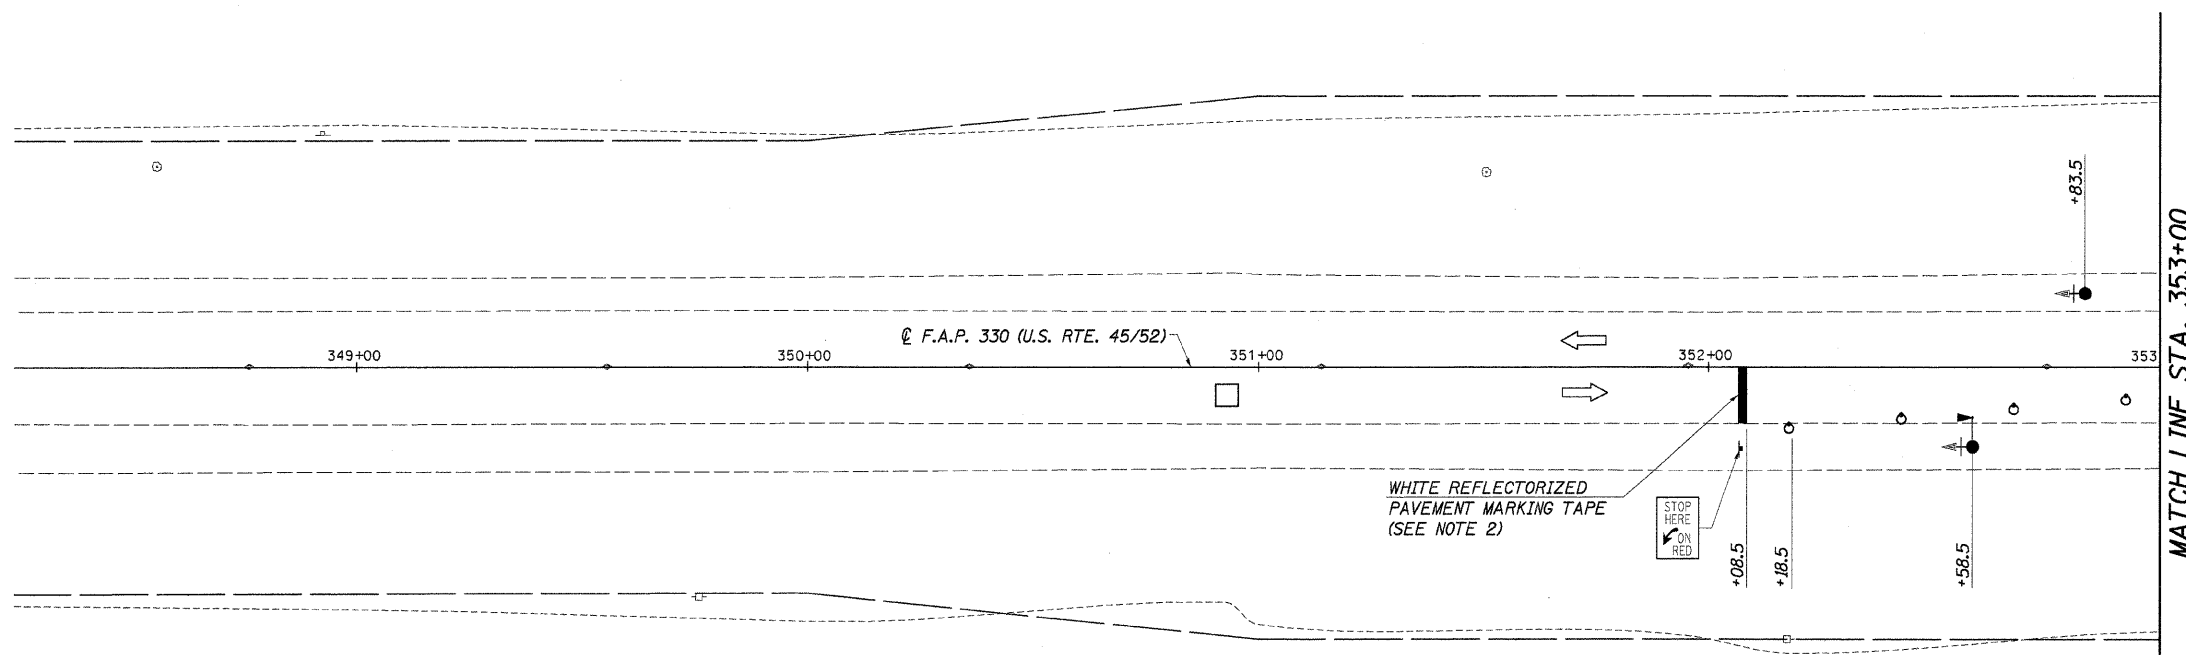 +83.5
MATCH LINE STA. 353+00
℄ F.A.P. 330 (U.S. RTE. 45/52)
349+00
350+00
351+00
352+00
353
WHITE REFLECTORIZED
PAVEMENT MARKING TAPE
(SEE NOTE 2)
STOP
HERE
ON
RED
+08.5
+18.5
+58.5